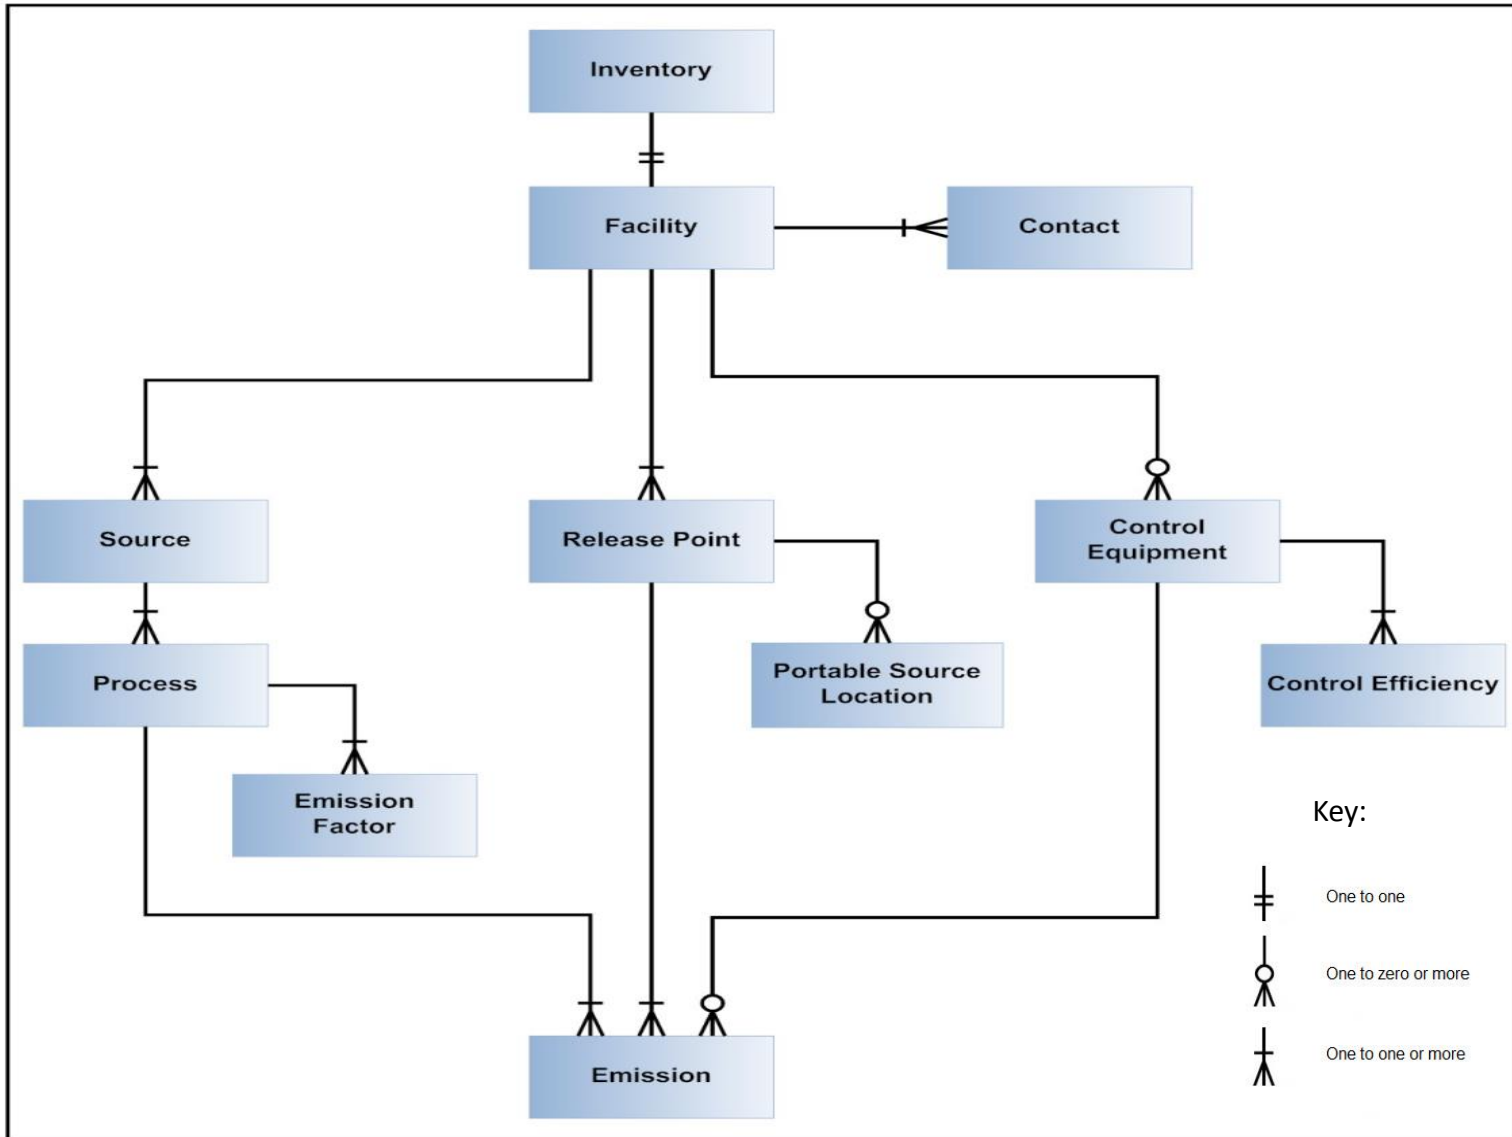 Inventory
Facility
Contact
Source
Release Point
Control
Equipment
Process
Portable Source
Location
Control Efficiency
Emission
Factor
Key:
One to one
One to zero or more
One to one or more
Emission